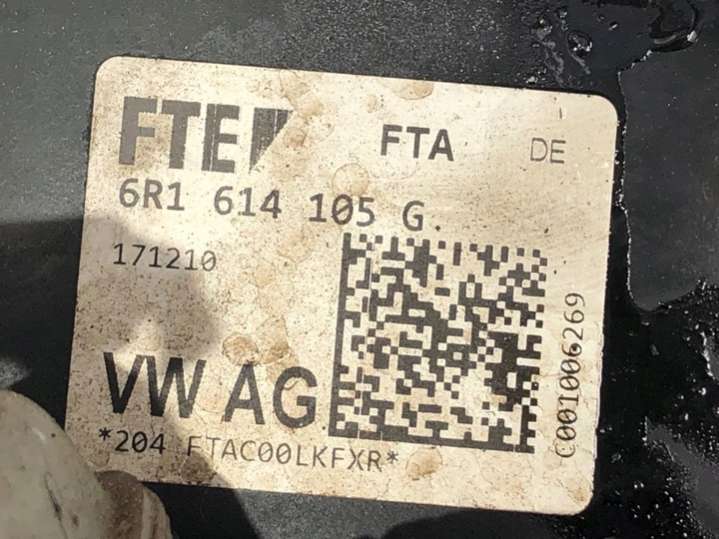 FTE FTA DE
6R1 614 105 G.
171210
VW AG
*204 FTAC00LKFXR*
C001006269